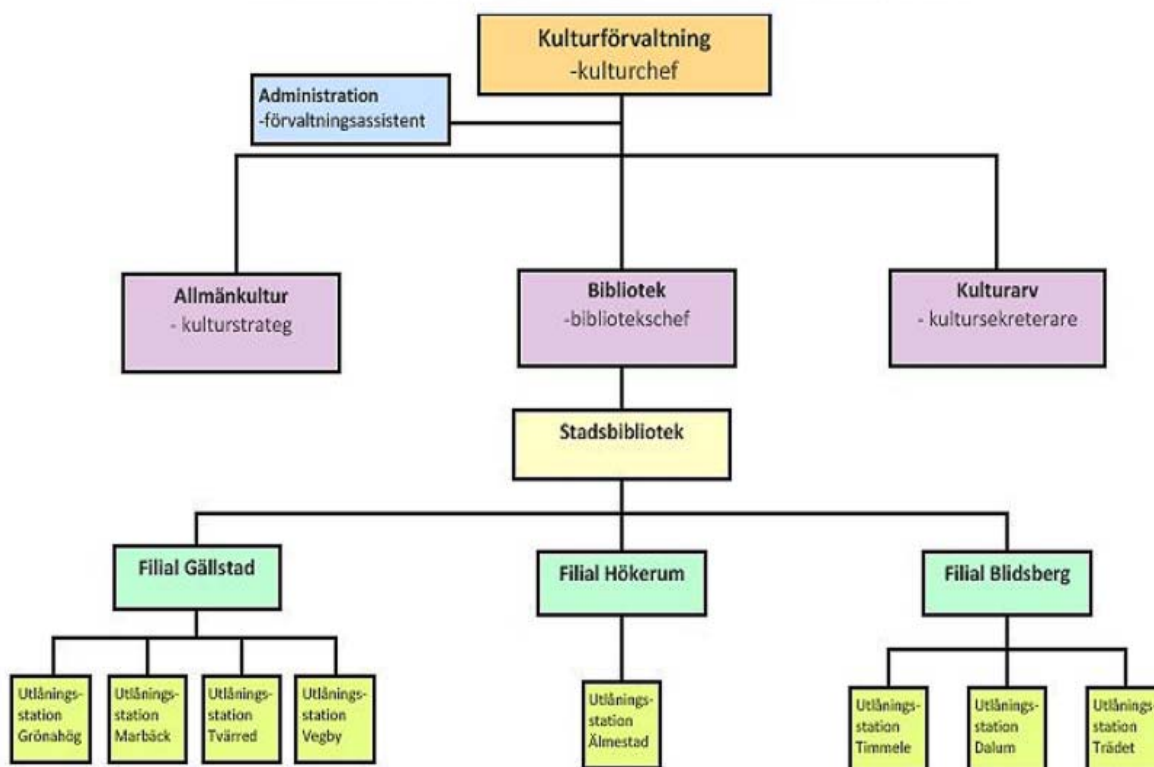 Kulturförvaltning
-kulturchef
Administration
-förvaltningsassistent
Allmänkultur
- kulturstrateg
Bibliotek
-bibliotekschef
Kulturarv
- kultursekreterare
Stadsbibliotek
Filial Gällstad
Filial Hökerum
Filial Blidsberg
Utlånings-
station
Grönahög
Utlånings-
station
Marbäck
Utlånings-
station
Tvärred
Utlånings-
station
Vegby
Utlånings-
station
Älmestad
Utlånings-
station
Timmele
Utlånings-
station
Dalum
Utlånings-
station
Trädet